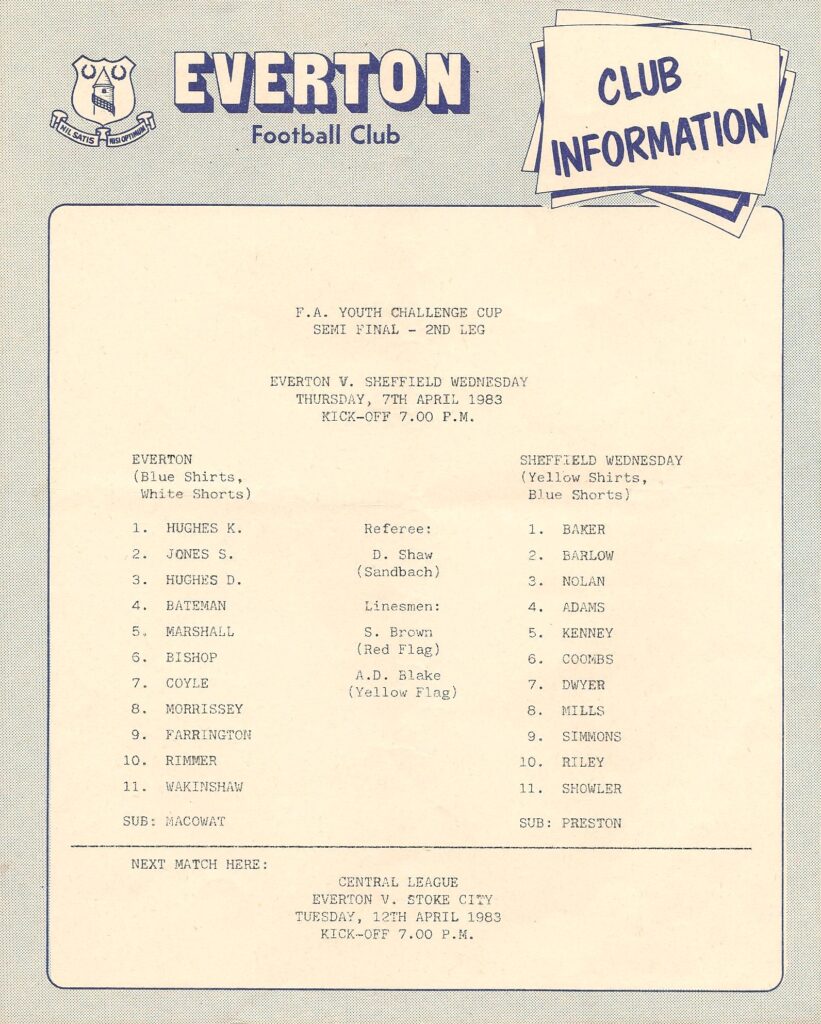 EVERTON
Football Club
NIL SATIS NISI OPTIMUM
CLUB
INFORMATION
F.A. YOUTH CHALLENGE CUP
SEMI FINAL - 2ND LEG
EVERTON V. SHEFFIELD WEDNESDAY
THURSDAY, 7TH APRIL 1983
KICK-OFF 7.00 P.M.
EVERTON
(Blue Shirts,
White Shorts)
1. HUGHES K.
2. JONES S.
3. HUGHES D.
4. BATEMAN
5. MARSHALL
6. BISHOP
7. COYLE
8. MORRISSEY
9. FARRINGTON
10. RIMMER
11. WAKINSHAW
SUB: MACOWAT
Referee:
D. Shaw
(Sandbach)
Linesmen:
S. Brown
(Red Flag)
A.D. Blake
(Yellow Flag)
SHEFFIELD WEDNESDAY
(Yellow Shirts,
Blue Shorts)
1. BAKER
2. BARLOW
3. NOLAN
4. ADAMS
5. KENNEY
6. COOMBS
7. DWYER
8. MILLS
9. SIMMONS
10. RILEY
11. SHOWLER
SUB: PRESTON
NEXT MATCH HERE:
CENTRAL LEAGUE
EVERTON V. STOKE CITY
TUESDAY, 12TH APRIL 1983
KICK-OFF 7.00 P.M.